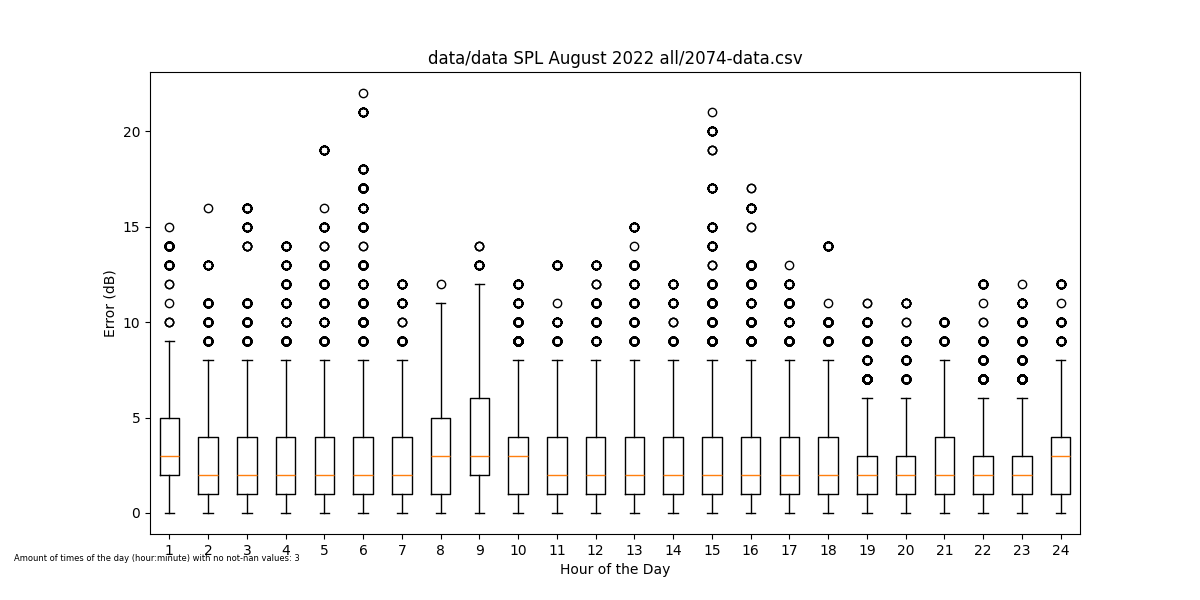 data/data SPL August 2022 all/2074-data.csv
20
15
10
5
0
Error (dB)
1 2 3 4 5 6 7 8 9 10 11 12 13 14 15 16 17 18 19 20 21 22 23 24
Amount of times of the day (hour:minute) with no not-nan values: 3
Hour of the Day